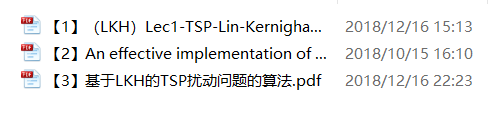 【1】（LKH）Lec1-TSP-Lin-Kernigha... 2018/12/16 15:13
【2】An effective implementation of ... 2018/10/15 16:10
【3】基于LKH的TSP扰动问题的算法.pdf 2018/12/16 22:23